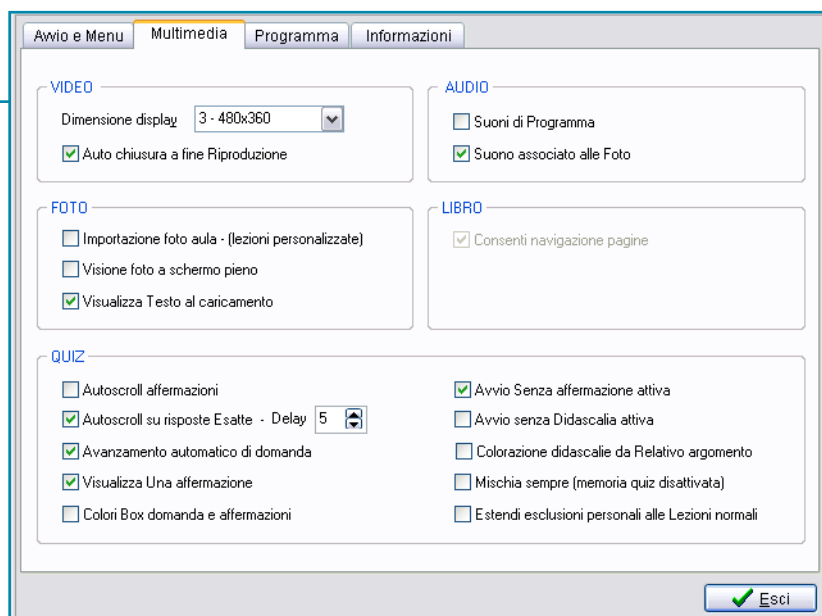 Avvio e Menu Multimedia Programma Informazioni
VIDEO
Dimensione display 3 - 480x360
Auto chiusura a fine Riproduzione
AUDIO
Suoni di Programma
Suono associato alle Foto
FOTO
Importazione foto aula - (lezioni personalizzate)
Visione foto a schermo pieno
Visualizza Testo al caricamento
LIBRO
Consenti navigazione pagine
QUIZ
Autoscroll affermazioni
Autoscroll su risposte Esatte - Delay 5
Avanzamento automatico di domanda
Visualizza Una affermazione
Colori Box domanda e affermazioni
Avvio Senza affermazione attiva
Avvio senza Didascalia attiva
Colorazione didascalie da Relativo argomento
Mischia sempre (memoria quiz disattivata)
Estendi esclusioni personali alle Lezioni normali
Esci